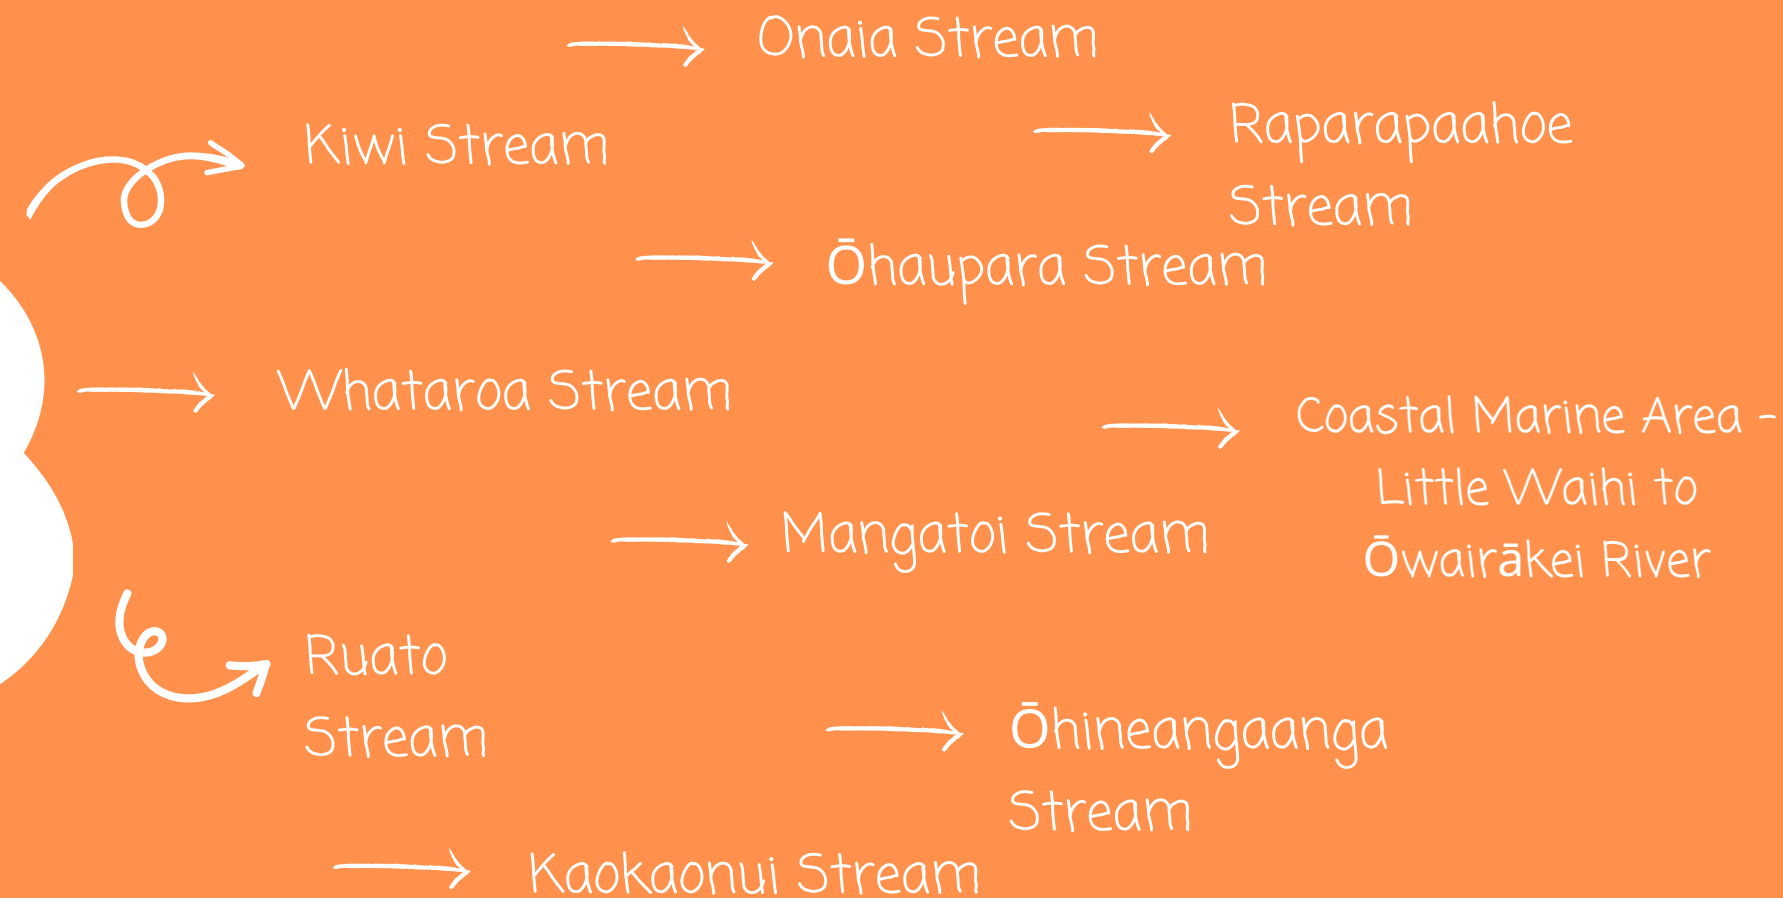 Onaia Stream
Kiwi Stream
Raparapaahoe
Stream
Ōhaupara Stream
Whataroa Stream
Coastal Marine Area -
Little Waihi to
Ōwairākei River
Mangatoi Stream
Ruato
Stream
Ōhineangaanga
Stream
Kaokaonui Stream